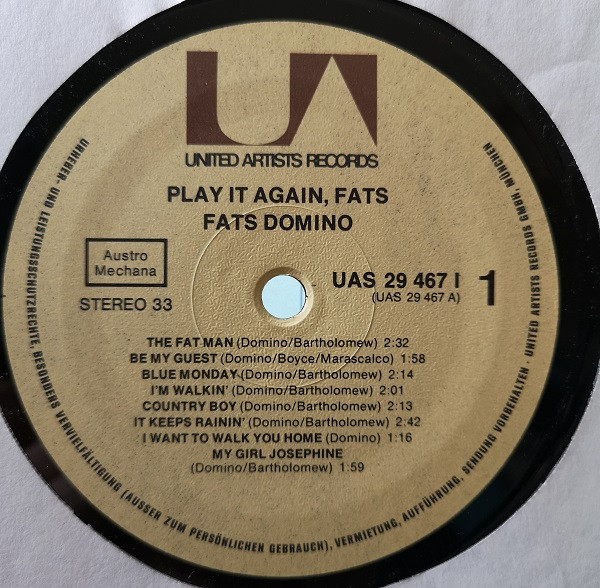 UA
UNITED ARTISTS RECORDS
PLAY IT AGAIN, FATS
FATS DOMINO
Austro
Mechana
STEREO 33
UAS 29 467 I
(UAS 29 467 A)
1
THE FAT MAN (Domino/Bartholomew) 2:32
BE MY GUEST (Domino/Boyce/Marascalco) 1:58
BLUE MONDAY (Domino/Bartholomew) 2:14
I'M WALKIN' (Domino/Bartholomew) 2:01
COUNTRY BOY (Domino/Bartholomew) 2:13
IT KEEPS RAININ' (Domino/Bartholomew) 2:42
I WANT TO WALK YOU HOME (Domino) 1:16
MY GIRL JOSEPHINE
(Domino/Bartholomew) 1:59
URHEBER- UND LEISTUNGSSCHUTZRECHTE, BESONDERS VERVIELFÄLTIGUNG (AUSSER ZUM PERSÖNLICHEN GEBRAUCH), VERMIETUNG, AUFFÜHRUNG, SENDUNG VORBEHALTEN · UNITED ARTISTS RECORDS GMBH, MÜNCHEN